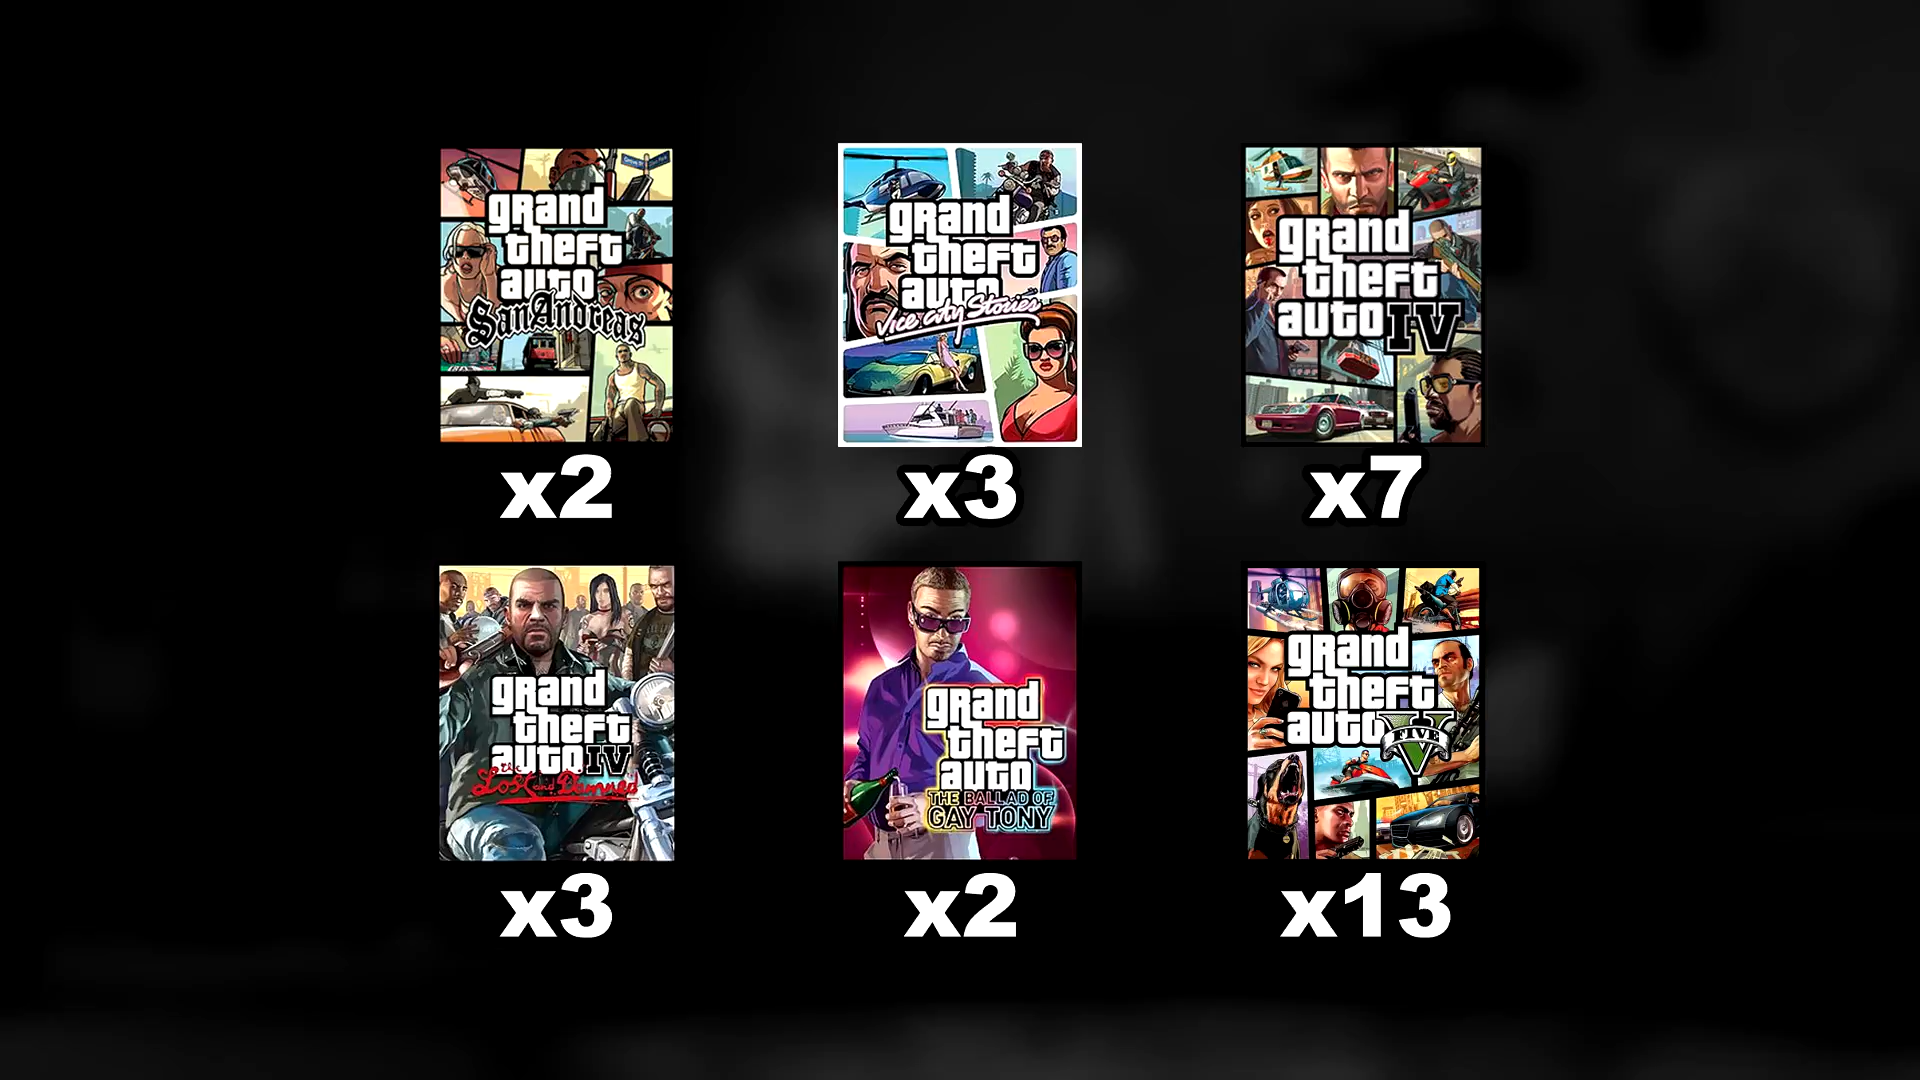 grand
theft
auto
San Andreas
x2
grand
theft
auto
Vice City Stories
x3
grand
theft
auto IV
x7
grand
theft
auto IV
the
Lost and Damned
x3
grand
theft
auto
THE BALLAD OF
GAY TONY
x2
grand
theft
auto V
FIVE
x13